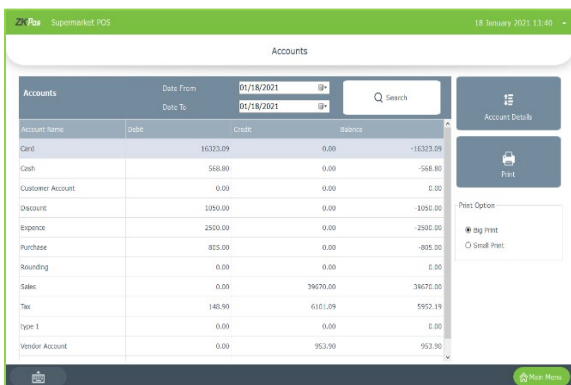 ZKPos Supermarket POS 18 January 2021 13:40
Accounts
Accounts Date From 01/18/2021 Search
Date To 01/18/2021
Account Details
Account Name Debit Credit Balance
Card 16323.09 0.00 -16323.09
Cash 568.80 0.00 -568.80
Print
Customer Account 0.00 0.00 0.00
Discount 1050.00 0.00 -1050.00
Print Option
Expence 2500.00 0.00 -2500.00
Big Print
Purchase 805.00 0.00 -805.00
Small Print
Rounding 0.00 0.00 0.00
Sales 0.00 39670.00 39670.00
Tax 148.90 6101.09 5952.19
type 1 0.00 0.00 0.00
Vendor Account 0.00 953.90 953.90
Main Menu